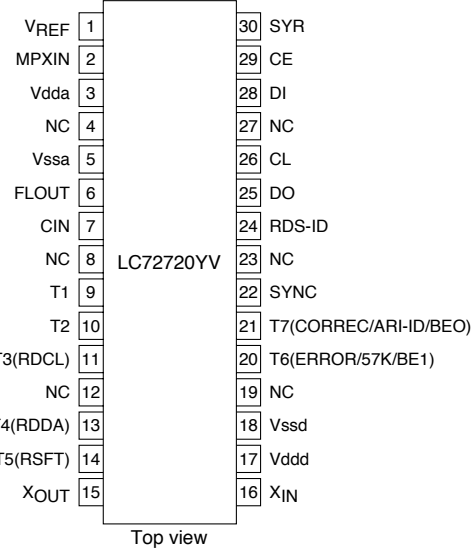 VREF 1 30 SYR
MPXIN 2 29 CE
Vdda 3 28 DI
NC 4 27 NC
Vssa 5 26 CL
FLOUT 6 25 DO
CIN 7 24 RDS-ID
NC 8 LC72720YV 23 NC
T1 9 22 SYNC
T2 10 21 T7(CORREC/ARI-ID/BEO)
T3(RDCL) 11 20 T6(ERROR/57K/BE1)
NC 12 19 NC
T4(RDDA) 13 18 Vssd
T5(RSFT) 14 17 Vddd
XOUT 15 16 XIN
Top view